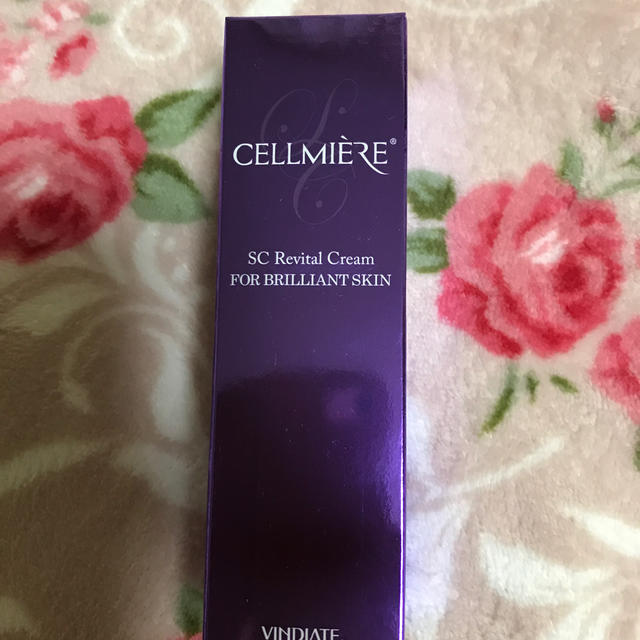 CELLMIÈRE®
SC Revital Cream
FOR BRILLIANT SKIN
VINDIATE